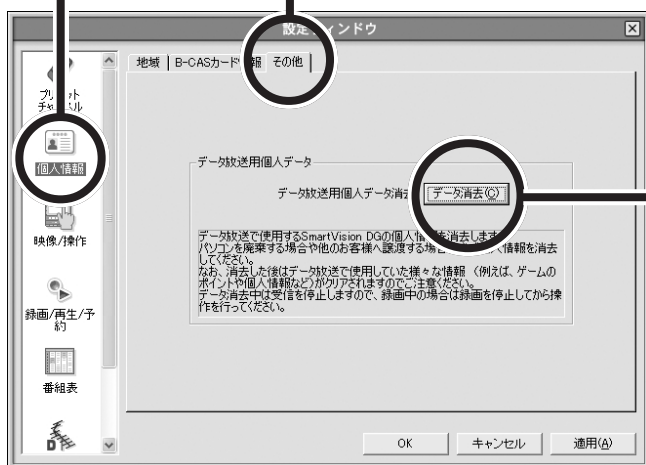 設定ウィンドウ
地域
B-CASカード情報
その他
個人情報
映像/操作
録画/再生/予
約
番組表
データ放送用個人データ
データ放送用個人データ消去
データ消去(C)
データ放送で使用するSmartVision DGの個人情報を消去します。
パソコンを廃棄する場合や他のお客様へ譲渡する場合
人情報を消去
してください。
なお、消去した後はデータ放送で使用していた様々な情報 (例えば、ゲームの
ポイントや個人情報など)がクリアされますのでご注意ください。
データ消去中は受信を停止しますので、録画中の場合は録画を停止してから操
作を行ってください。
OK
キャンセル
適用(A)